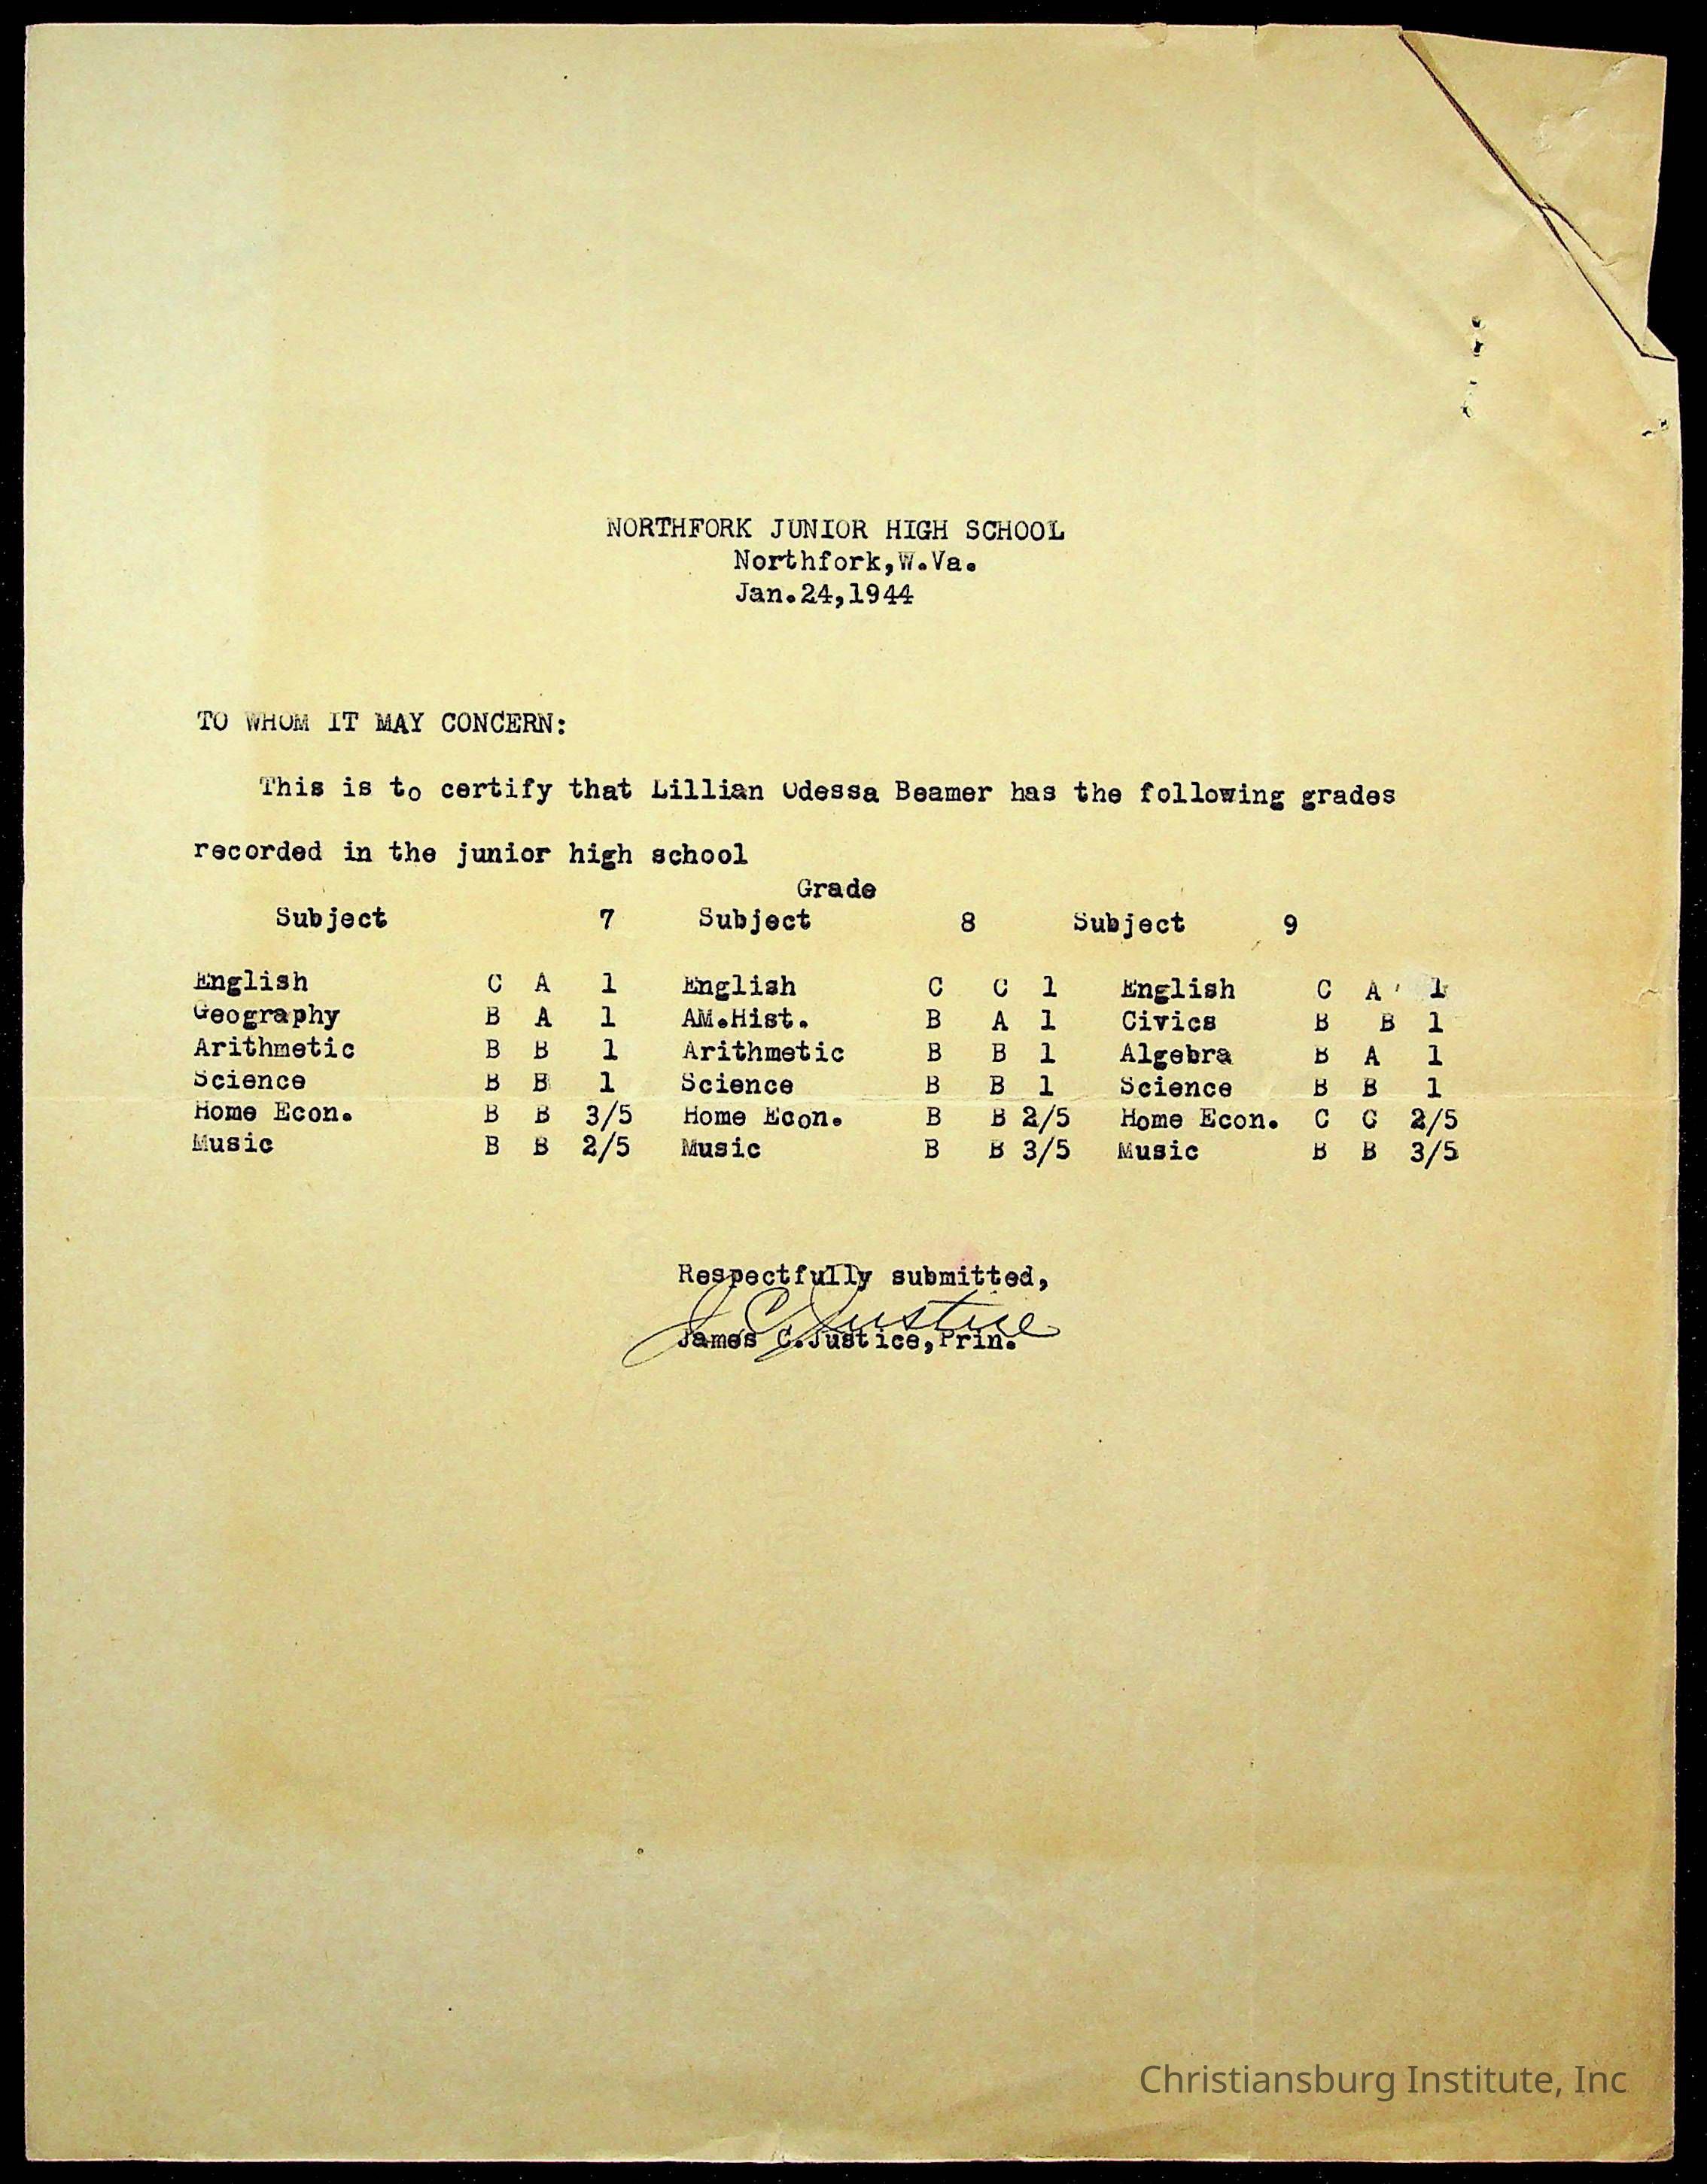 NORTHFORK JUNIOR HIGH SCHOOL
Northfork,W.Va.
Jan.24,1944
TO WHOM IT MAY CONCERN:
This is to certify that Lillian Odessa Beamer has the following grades
recorded in the junior high school
Grade
Subject 7 Subject 8 Subject 9
English C A 1 English C C 1 English C A 1
Geography B A 1 AM.Hist. B A 1 Civics B B 1
Arithmetic B B 1 Arithmetic B B 1 Algebra B A 1
Science B B 1 Science B B 1 Science B B 1
Home Econ. B B 3/5 Home Econ. B B 2/5 Home Econ. C C 2/5
Music B B 2/5 Music B B 3/5 Music B B 3/5
Respectfully submitted,
J C Justice
James C.Justice,Prin.
Christiansburg Institute, Inc